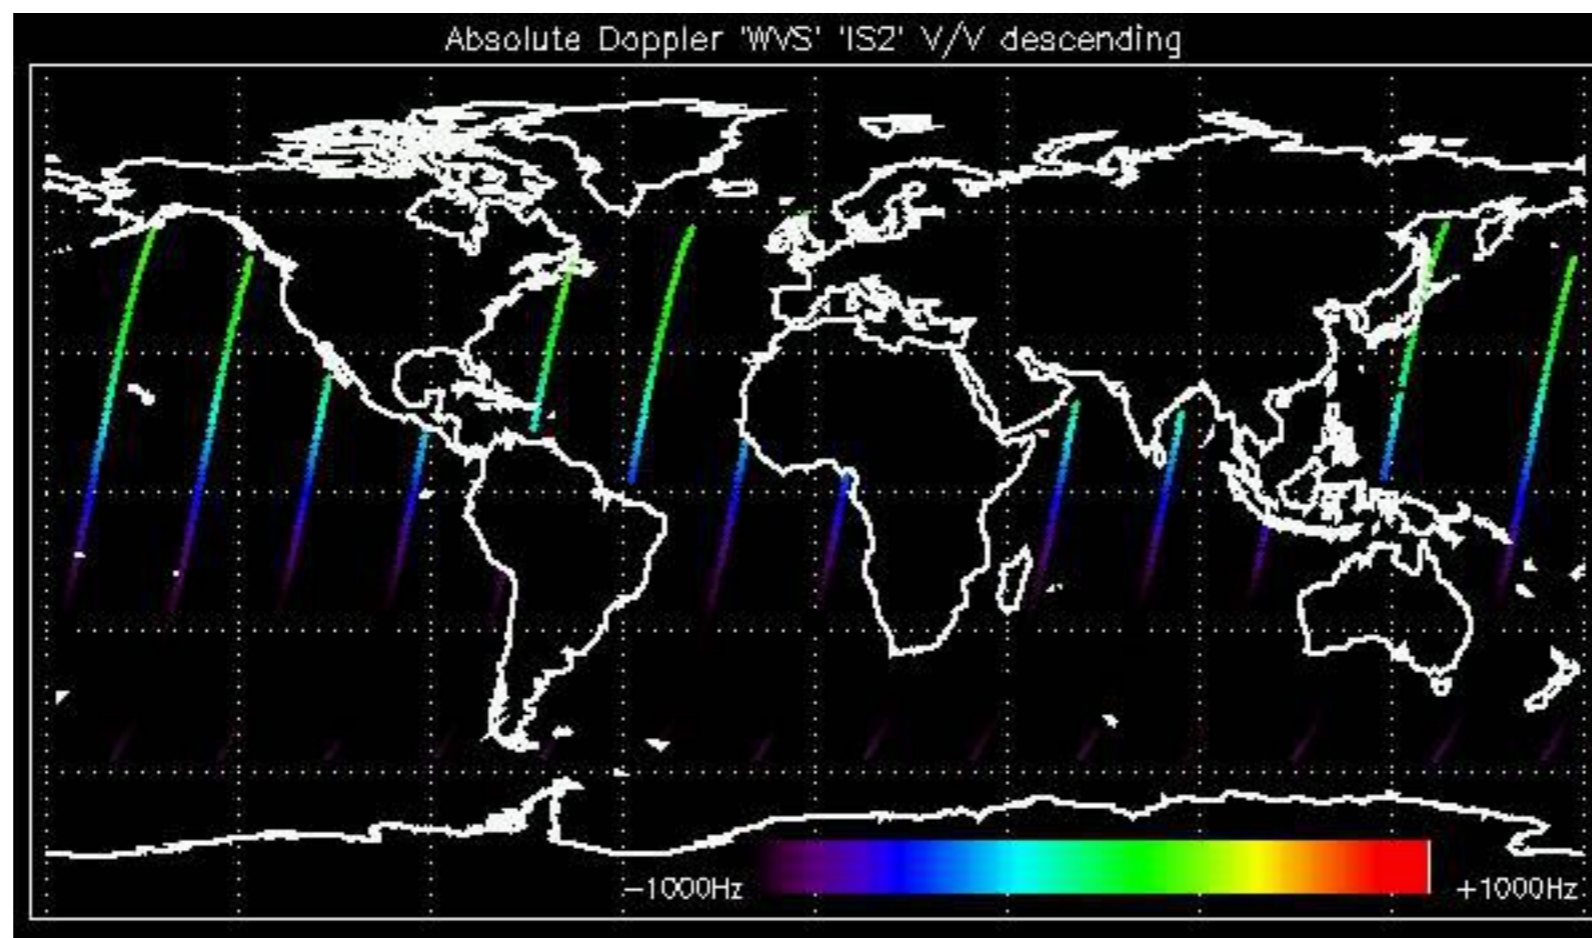 Absolute Doppler 'WVS' 'IS2' V/V descending
−1000Hz +1000Hz